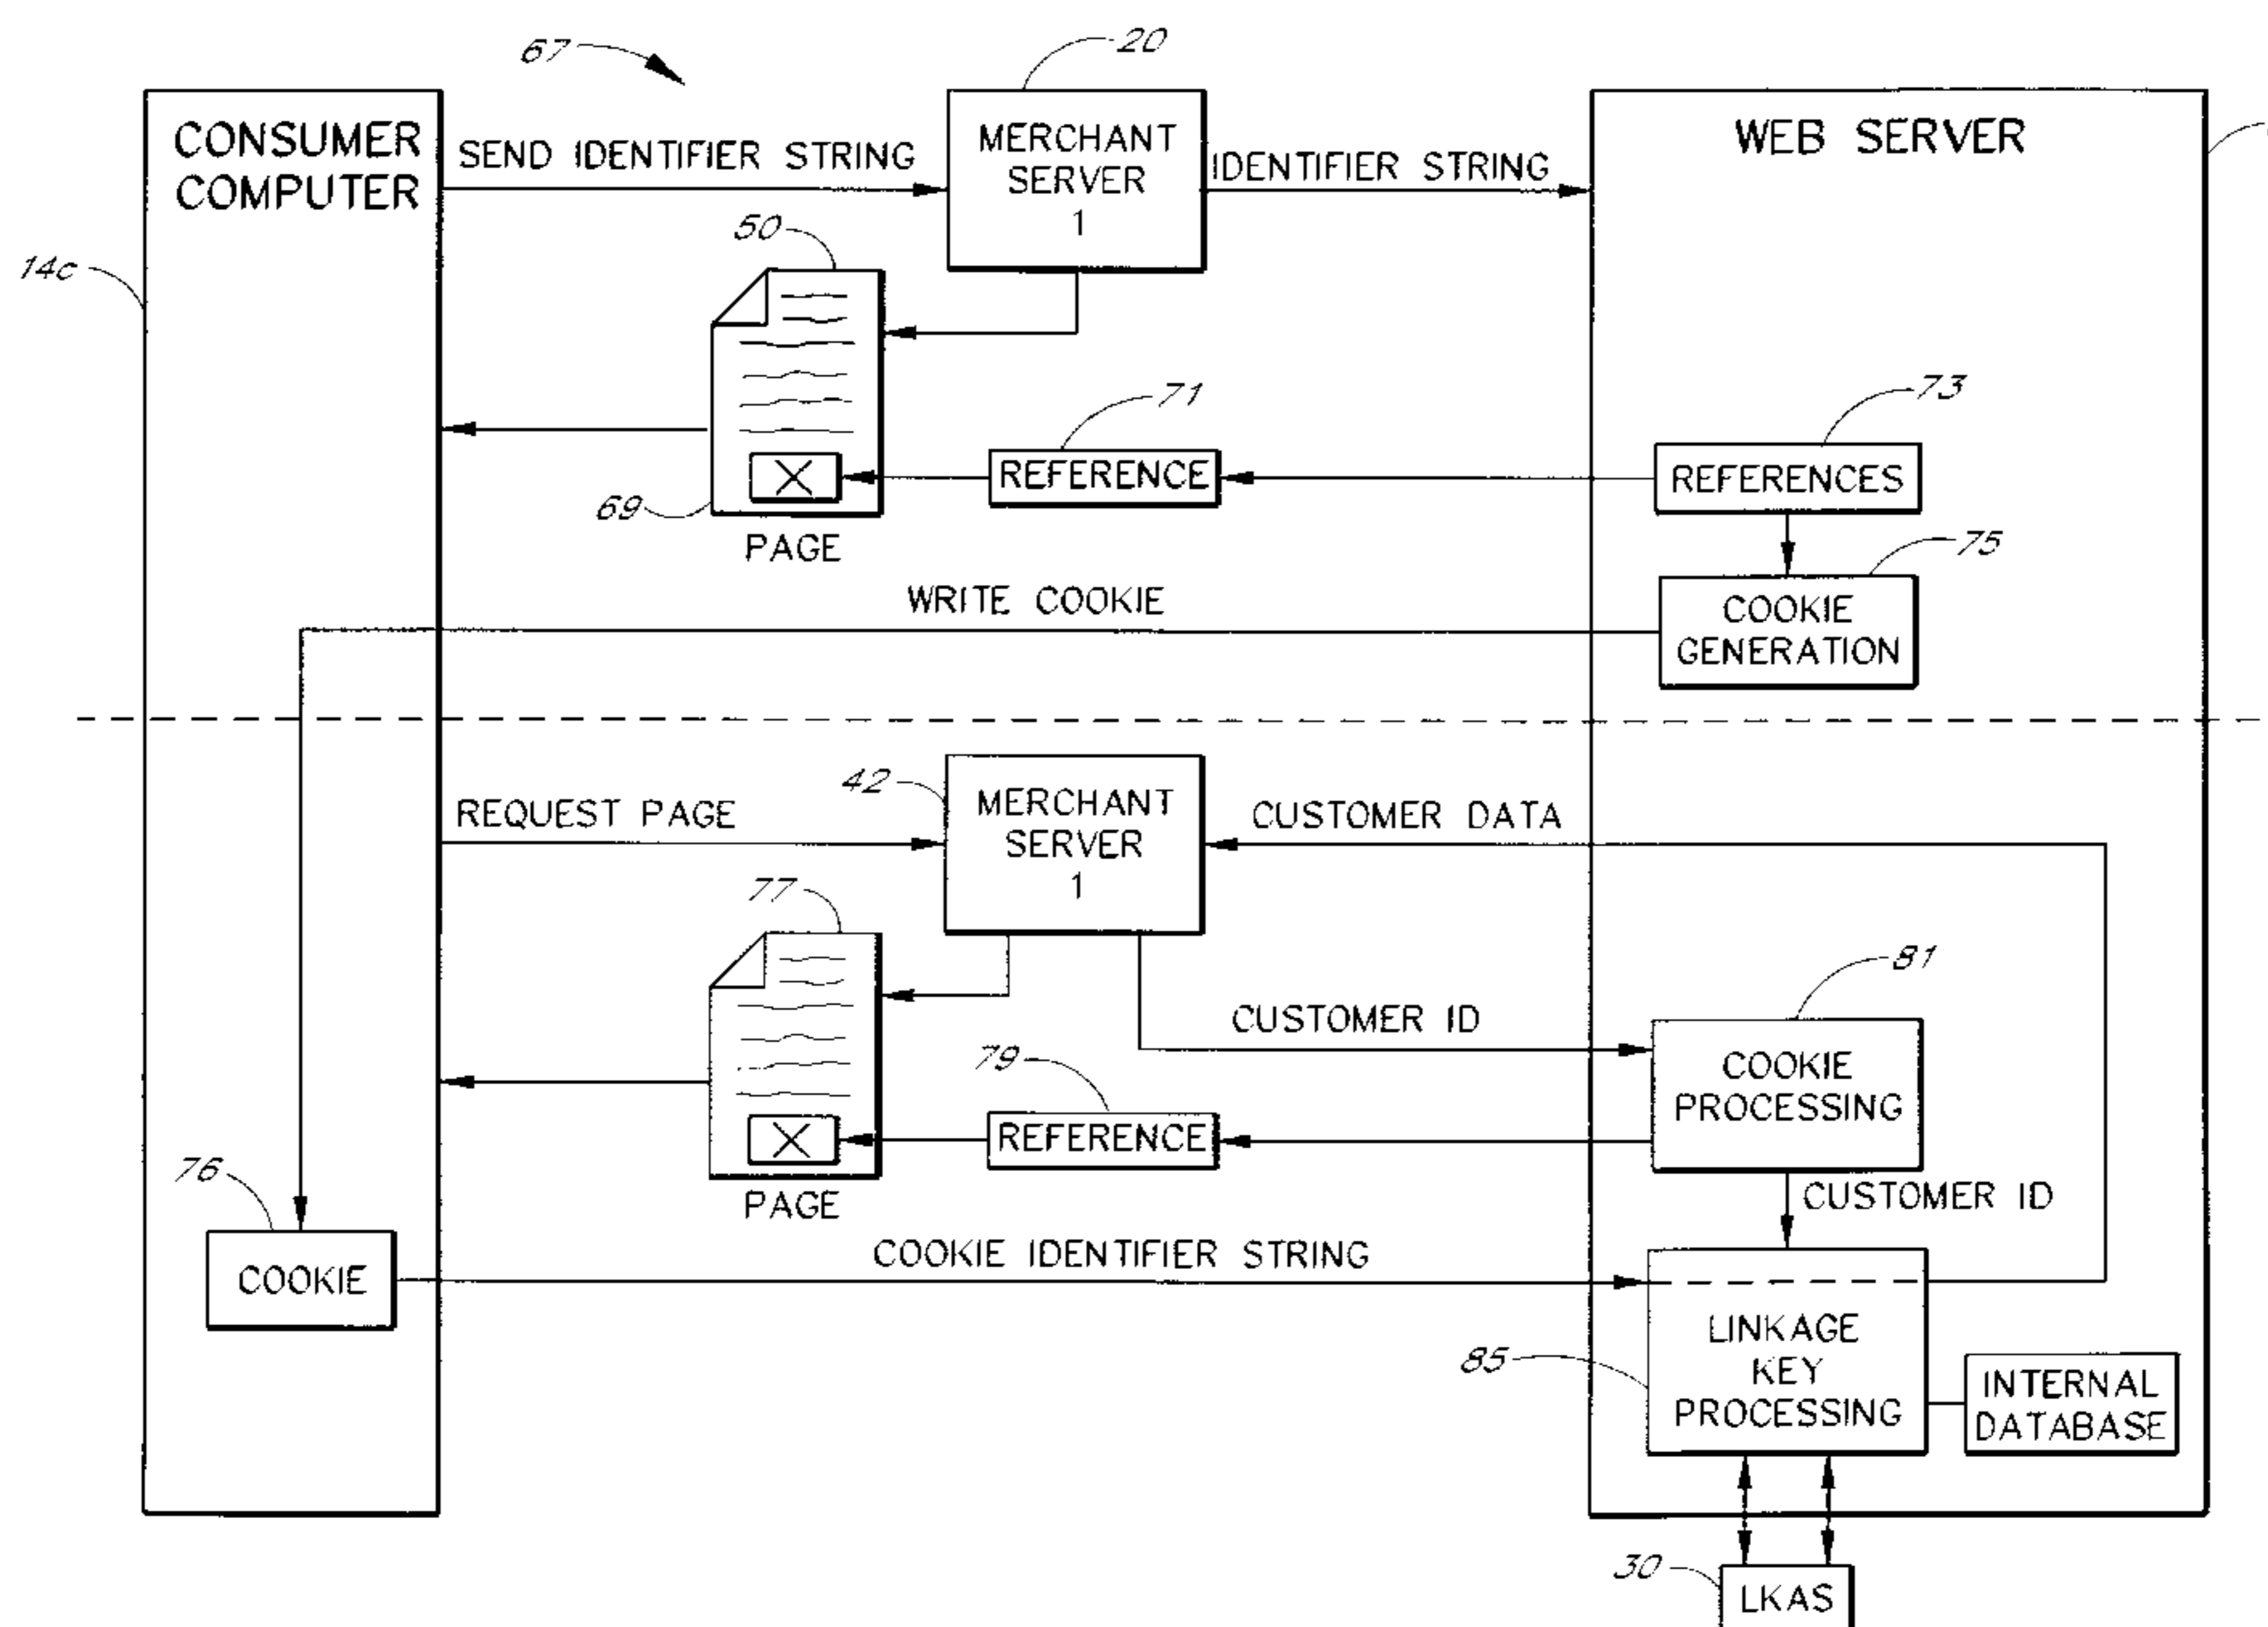 67
20
CONSUMER
COMPUTER
SEND IDENTIFIER STRING
MERCHANT
SERVER
1
IDENTIFIER STRING
WEB SERVER
14c
50
71
73
REFERENCE
REFERENCES
69
PAGE
75
WRITE COOKIE
COOKIE
GENERATION
42
REQUEST PAGE
MERCHANT
SERVER
1
CUSTOMER DATA
77
81
CUSTOMER ID
79
COOKIE
PROCESSING
REFERENCE
76
PAGE
CUSTOMER ID
COOKIE
COOKIE IDENTIFIER STRING
85
LINKAGE
KEY
PROCESSING
INTERNAL
DATABASE
30
LKAS